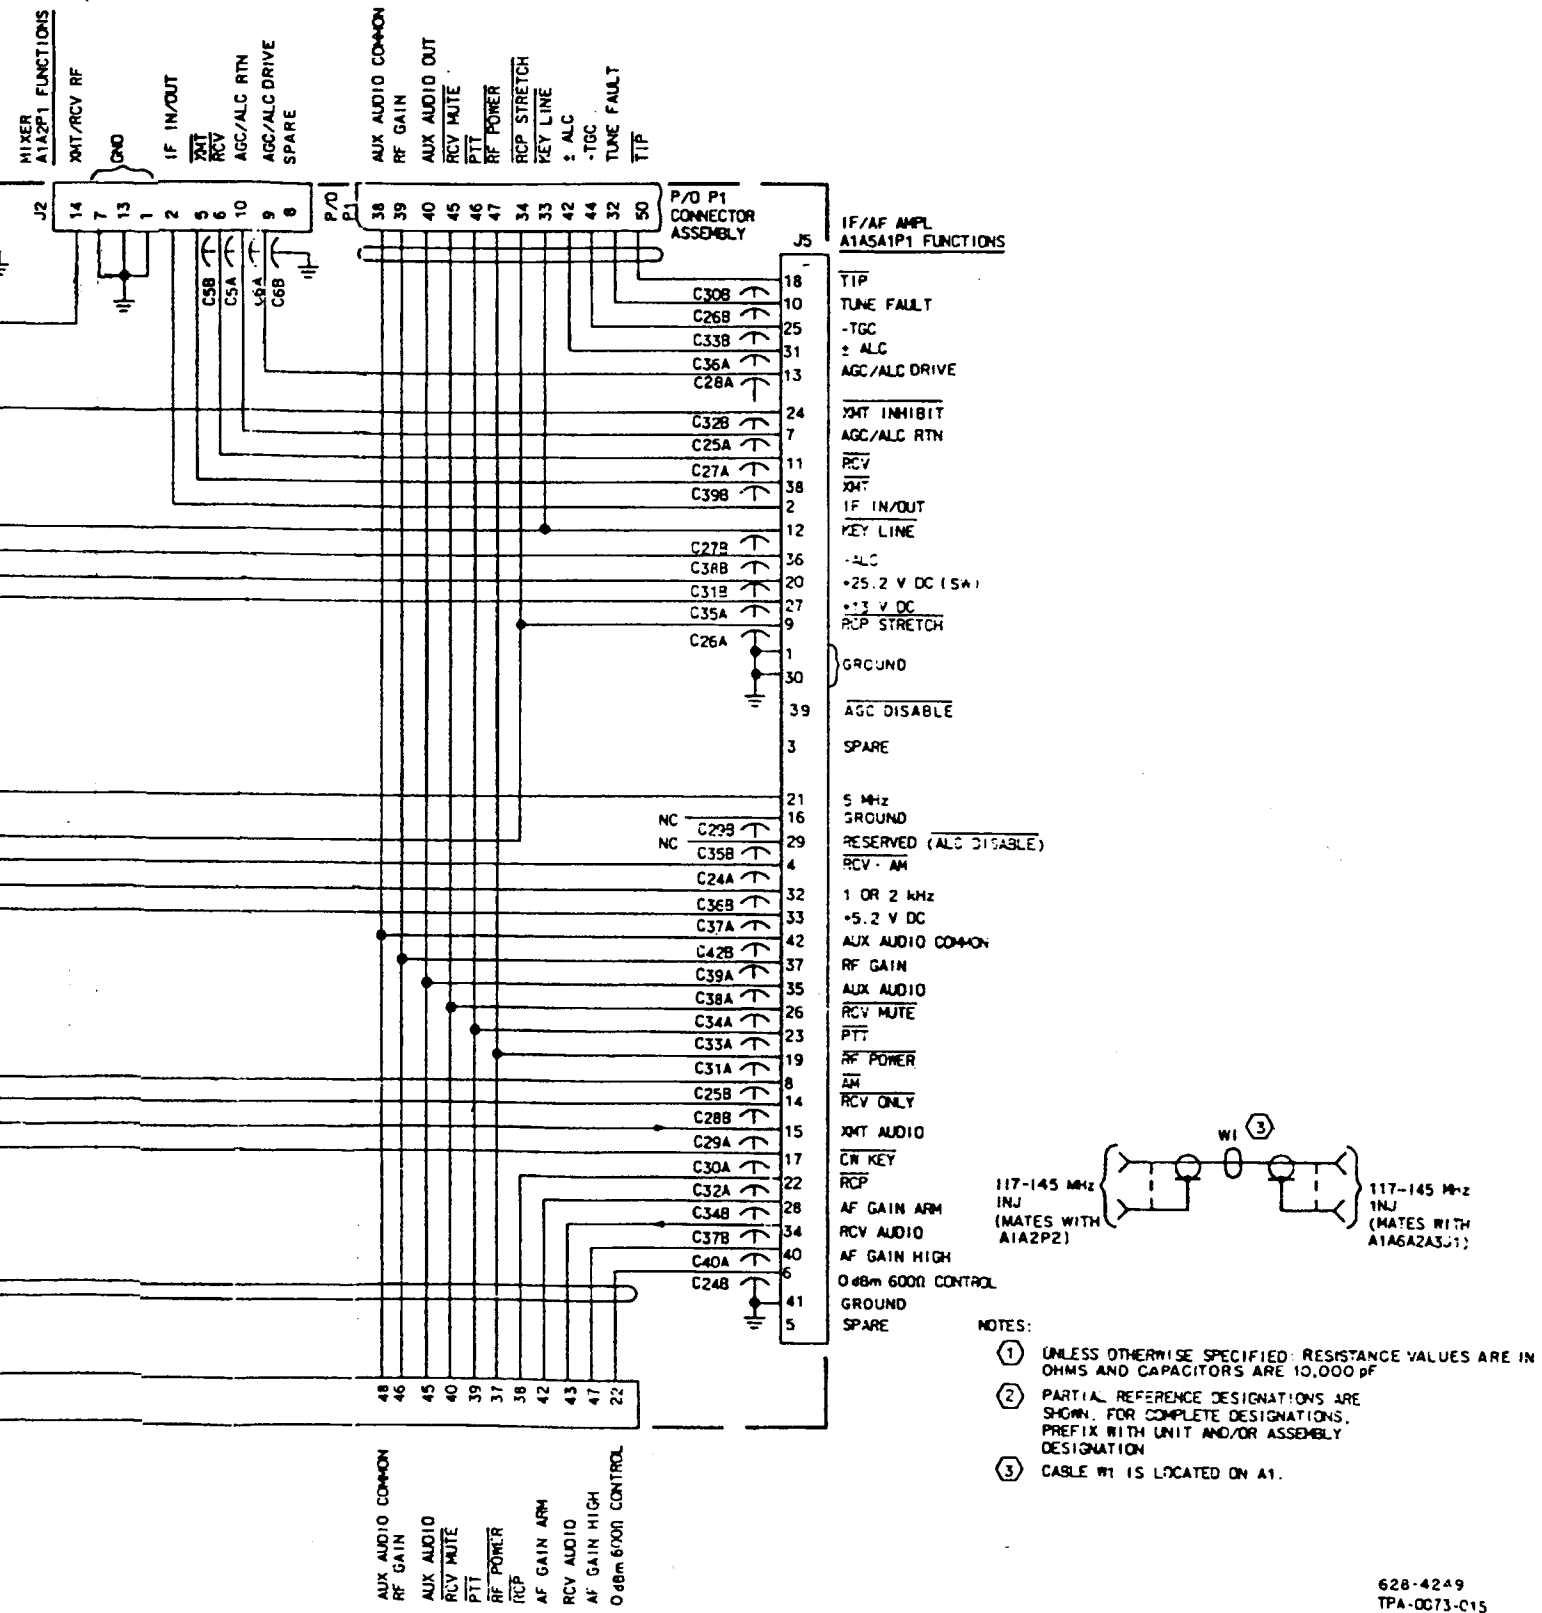 MIXER
A1A2P1 FUNCTIONS
XMT/RCV RF
GND
IF IN/OUT
XMT
RCV
AGC/ALC RTN
AGC/ALC DRIVE
SPARE
AUX AUDIO COMMON
RF GAIN
AUX AUDIO OUT
RCV MUTE
PTT
RF POWER
RCP STRETCH
KEY LINE
± ALC
-TGC
TUNE FAULT
TIP
J2
14
7
13
1
2
5
6
10
9
8
P/O
P1
38
39
40
45
46
47
34
33
42
44
32
50
P/O P1
CONNECTOR
ASSEMBLY
C5B
C5A
C6A
C6B
J5
IF/AF AMPL
A1A5A1P1 FUNCTIONS
18 TIP
C30B
10 TUNE FAULT
C26B
25 -TGC
C33B
31 ± ALC
C36A
13 AGC/ALC DRIVE
C28A
24 XMT INHIBIT
C32B
7 AGC/ALC RTN
C25A
11 RCV
C27A
38 XMT
C39B
2 IF IN/OUT
12 KEY LINE
C27B
36 -ALC
C38B
20 +25.2 V DC (SW)
C31B
27 +13 V DC
C35A
9 RCP STRETCH
C26A
1
GROUND
30
39 AGC DISABLE
3 SPARE
21 5 MHz
NC 16 GROUND
C29B
NC 29 RESERVED (ALC DISABLE)
C35B
4 RCV - AM
C24A
32 1 OR 2 kHz
C36B
33 +5.2 V DC
C37A
42 AUX AUDIO COMMON
C42B
37 RF GAIN
C39A
35 AUX AUDIO
C38A
26 RCV MUTE
C34A
23 PTT
C33A
19 RF POWER
C31A
8 AM
C25B
14 RCV ONLY
C28B
15 XMT AUDIO
C29A
17 CW KEY
C30A
22 RCP
C32A
28 AF GAIN ARM
C34B
34 RCV AUDIO
C37B
40 AF GAIN HIGH
C40A
6 0 dBm 600Ω CONTROL
C24B
41 GROUND
5 SPARE
W1 3
117-145 MHz
INJ
(MATES WITH
A1A2P2)
117-145 MHz
INJ
(MATES WITH
A1A6A2A3J1)
NOTES:
1 UNLESS OTHERWISE SPECIFIED: RESISTANCE VALUES ARE IN
OHMS AND CAPACITORS ARE 10,000 pF
2 PARTIAL REFERENCE DESIGNATIONS ARE
SHOWN. FOR COMPLETE DESIGNATIONS,
PREFIX WITH UNIT AND/OR ASSEMBLY
DESIGNATION
3 CABLE W1 IS LOCATED ON A1.
48
46
45
40
39
37
38
42
43
47
22
AUX AUDIO COMMON
RF GAIN
AUX AUDIO
RCV MUTE
PTT
RF POWER
RCP
AF GAIN ARM
RCV AUDIO
AF GAIN HIGH
0 dBm 600Ω CONTROL
628-4249
TPA-0073-015